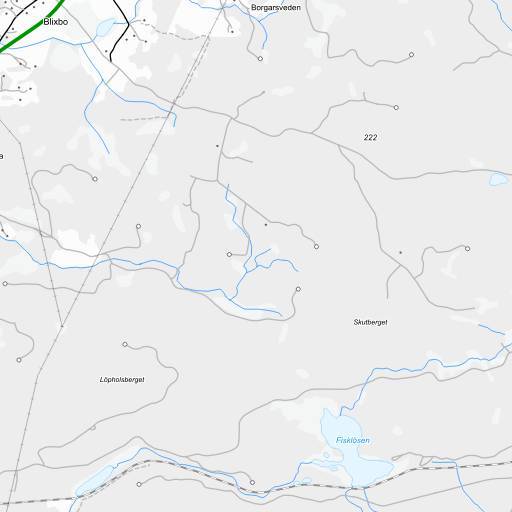 Borgarsveden
Blixbo
222
a
Skutberget
Löpholsberget
Fisklösen